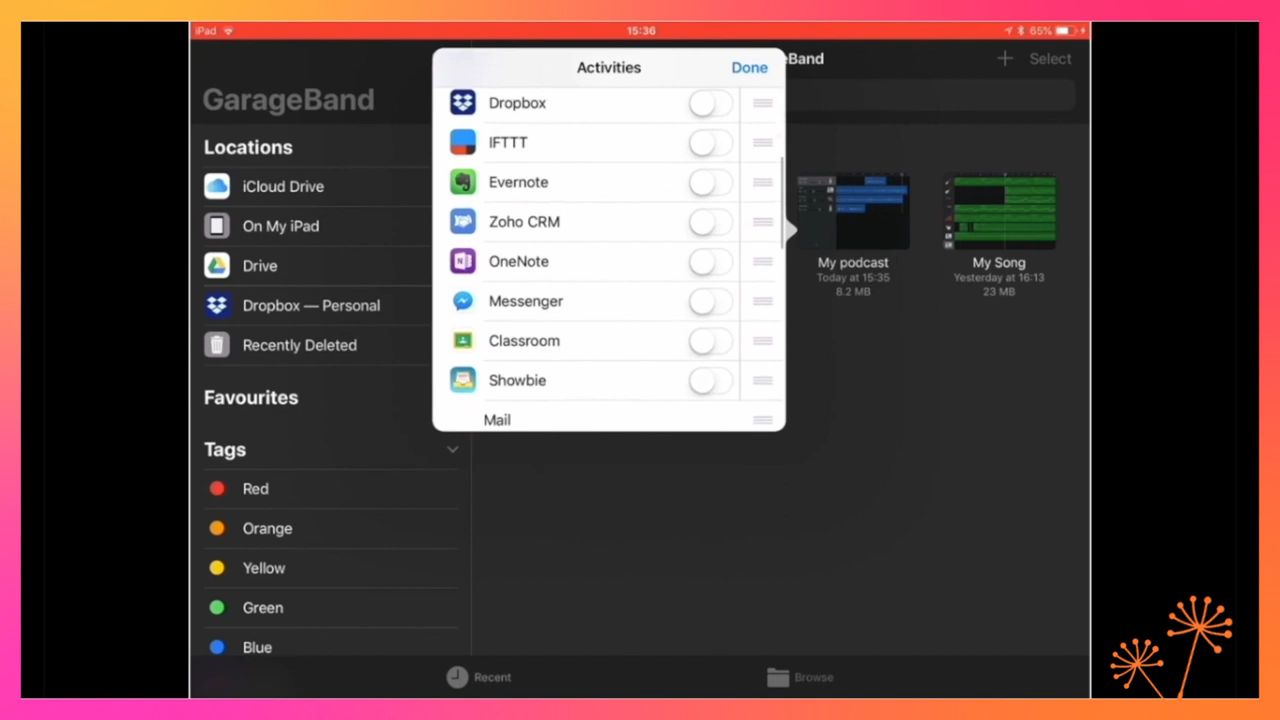 iPad
15:36
65%
GarageBand
Locations
iCloud Drive
On My iPad
Drive
Dropbox — Personal
Recently Deleted
Favourites
Tags
Red
Orange
Yellow
Green
Blue
Activities
Done
Dropbox
IFTTT
Evernote
Zoho CRM
OneNote
Messenger
Classroom
Showbie
Mail
eBand
Select
My podcast
Today at 15:35
8.2 MB
My Song
Yesterday at 16:13
23 MB
Recent
Browse